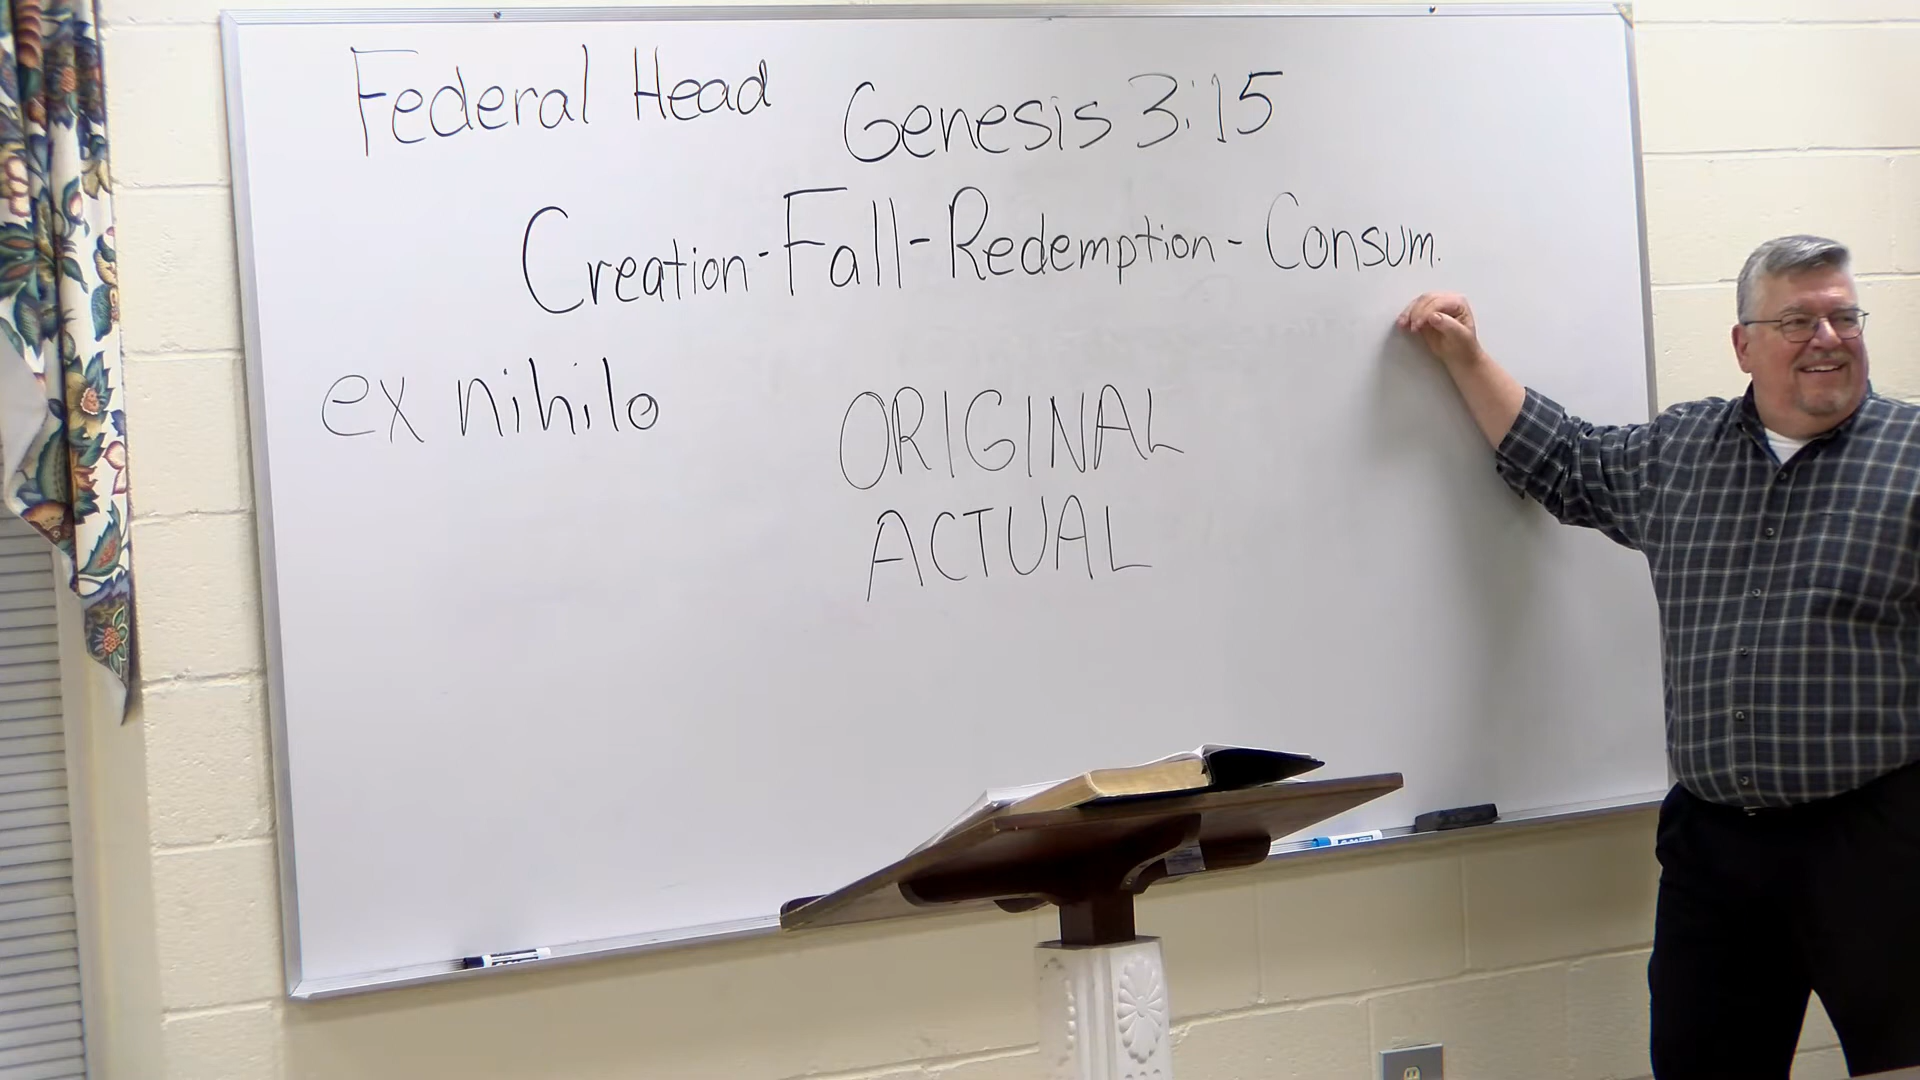 Federal Head Genesis 3:15
Creation-Fall-Redemption-Consum.
ex nihilo
ORIGINAL
ACTUAL